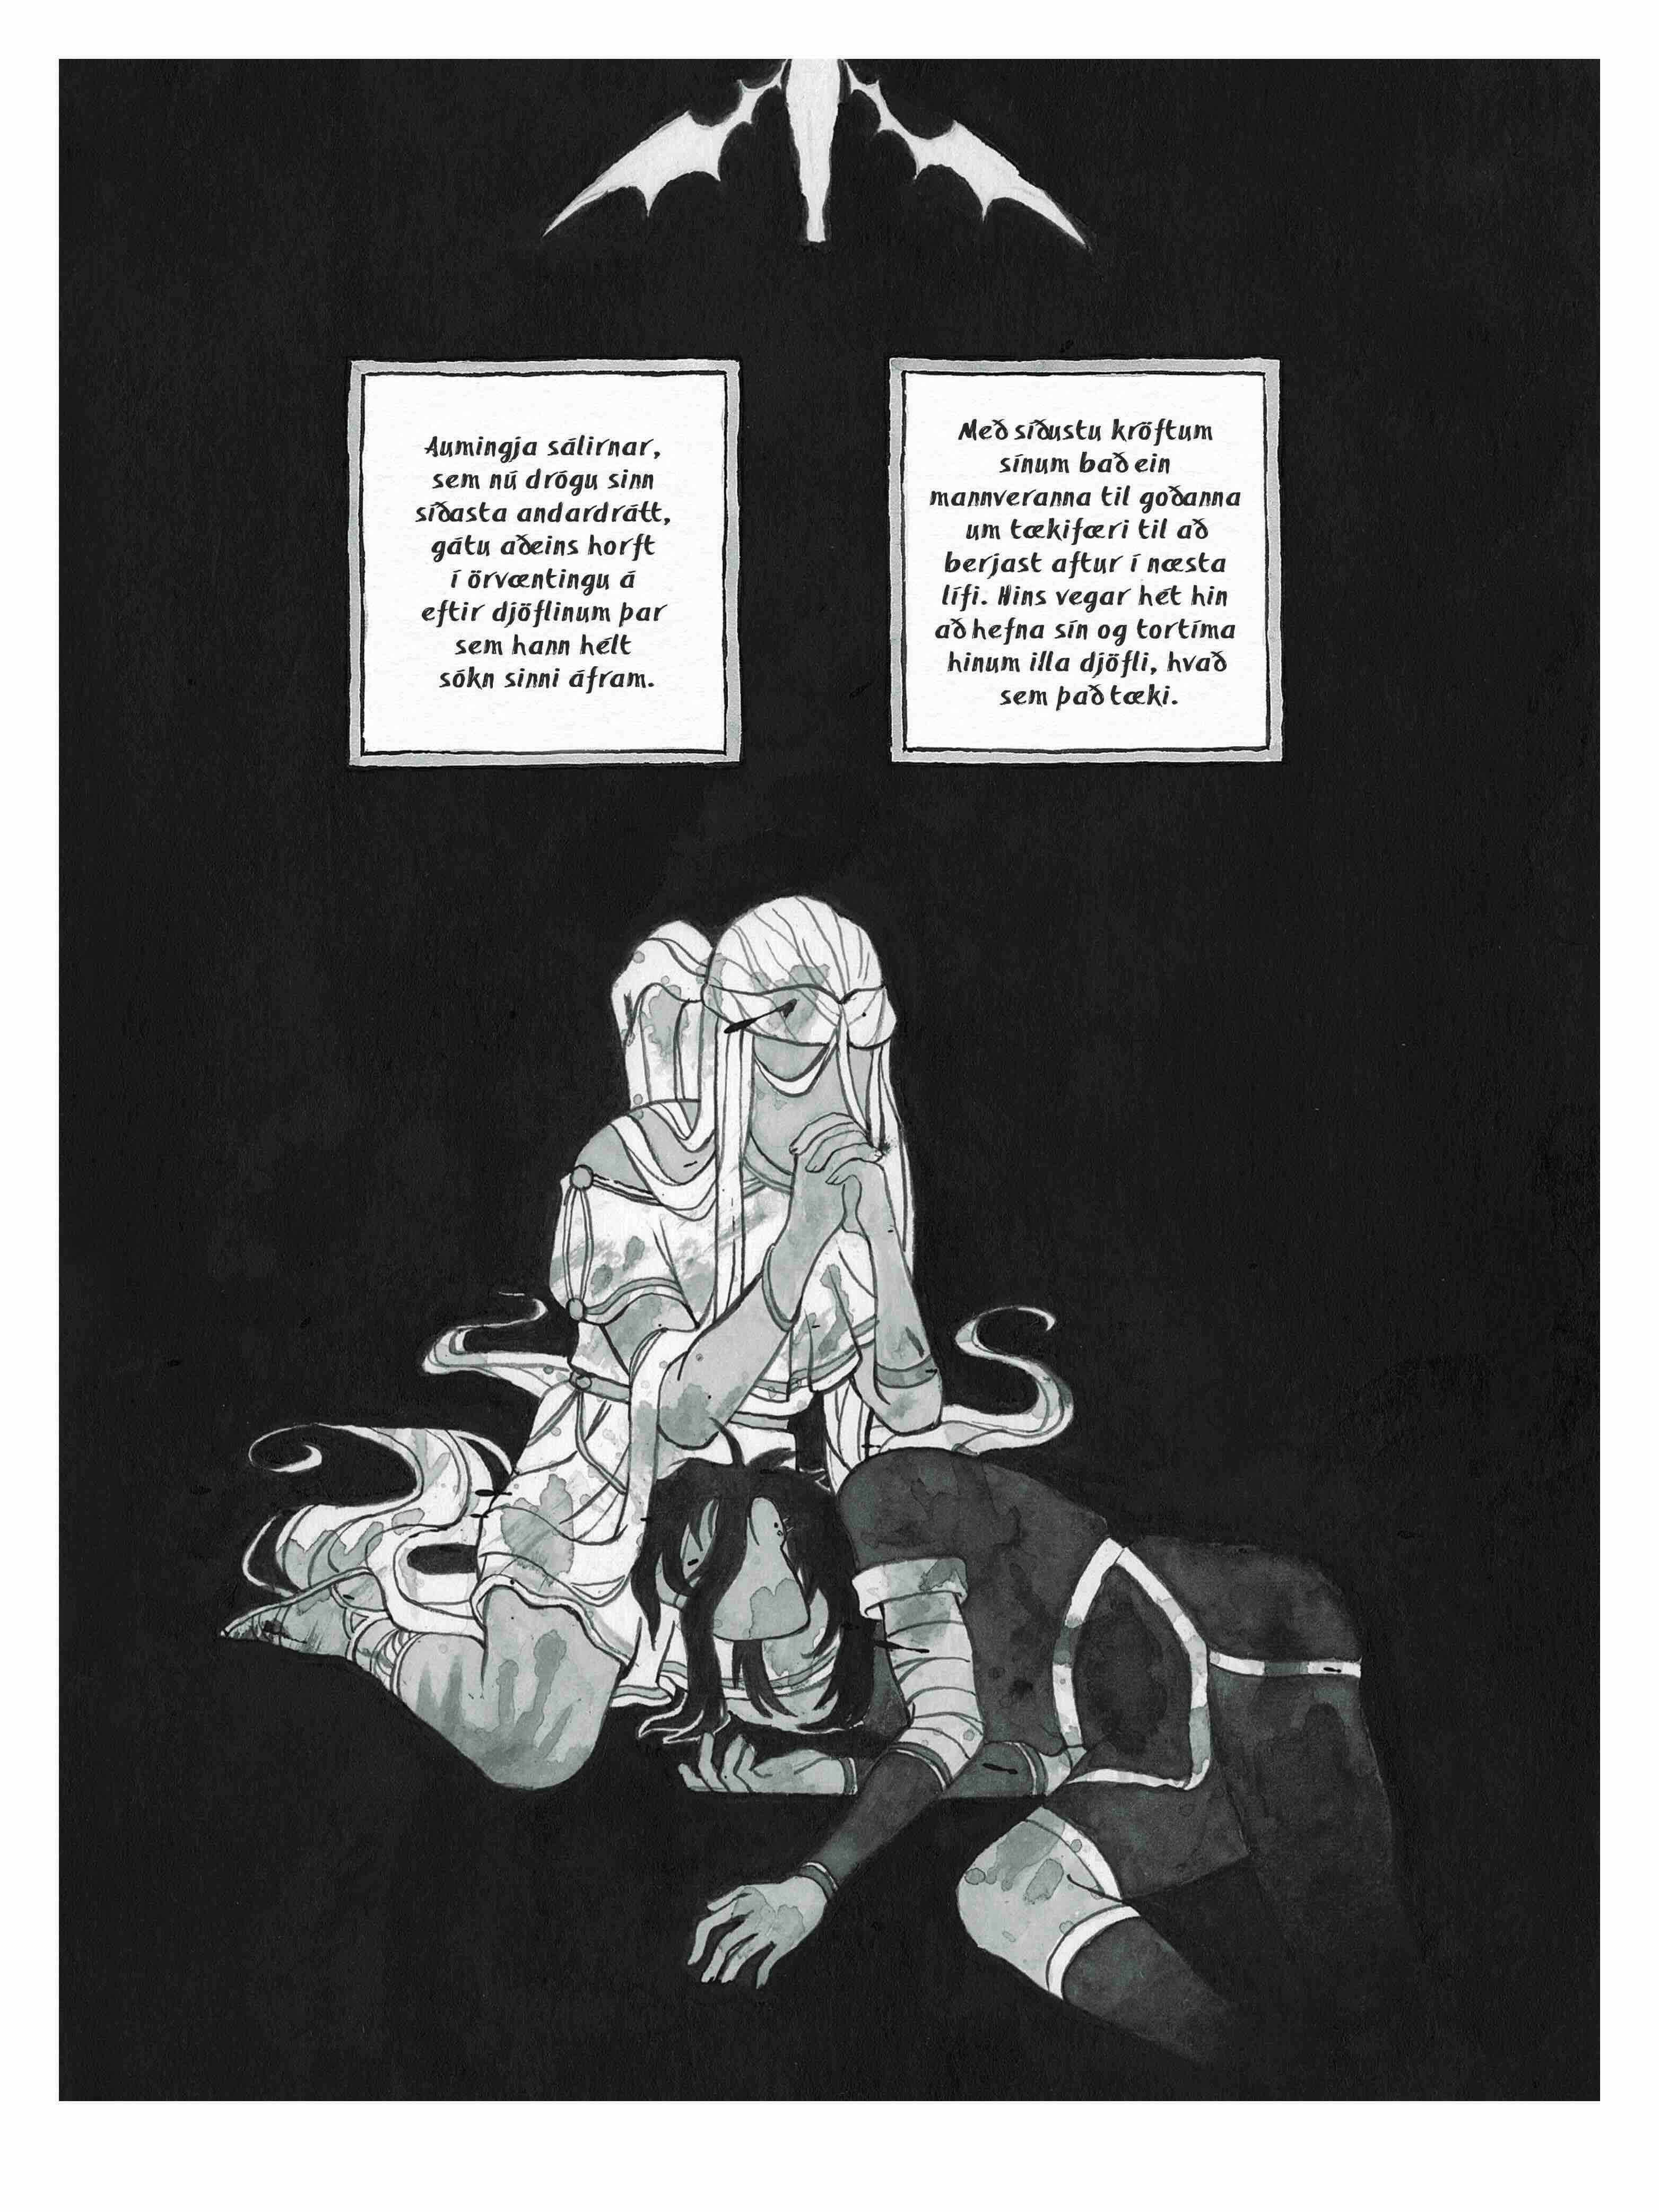 Aumingja sálirnar,
sem nú drógu sinn
síðasta andardrátt,
gátu aðeins horft
í örvæntingu á
eftir djöflinum þar
sem hann hélt
sókn sinni áfram.
Með síðustu kröftum
sínum bað ein
mannveranna til goðanna
um tækifæri til að
berjast aftur í næsta
lífi. Hins vegar hét hin
að hefna sín og tortíma
hinum illa djöfli, hvað
sem það tæki.